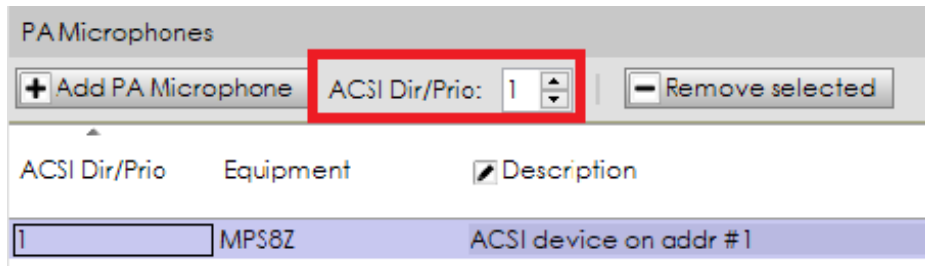 PA Microphones
Add PA Microphone ACSI Dir/Prio: 1 Remove selected
ACSI Dir/Prio Equipment Description
1 MPS8Z ACSI device on addr #1